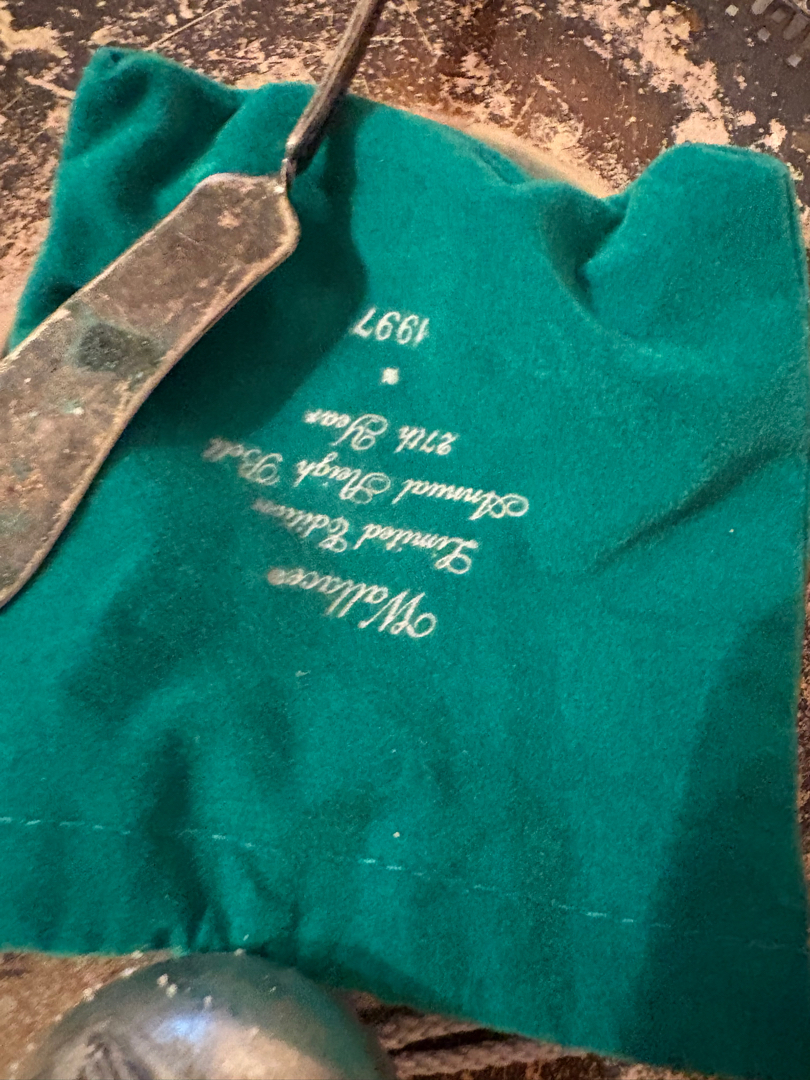 Wallace®
Limited Edition
Annual Sleigh Bell
27th Year
1997